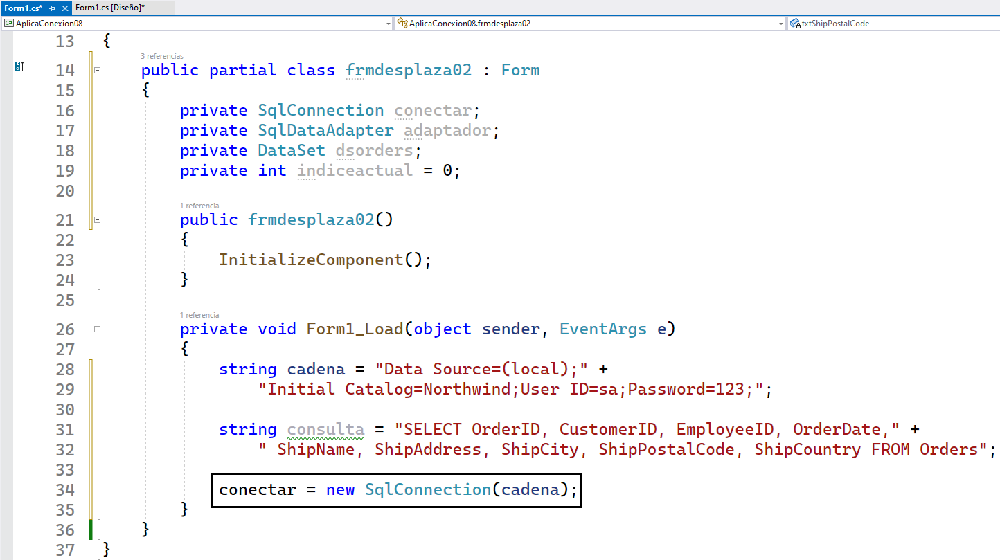 Form1.cs* Form1.cs [Diseño]*
AplicaConexion08 AplicaConexion08.frmdesplaza02 txtShipPostalCode
13 {
3 referencias
14 public partial class frmdesplaza02 : Form
15 {
16 private SqlConnection conectar;
17 private SqlDataAdapter adaptador;
18 private DataSet dsorders;
19 private int indiceactual = 0;
20
1 referencia
21 public frmdesplaza02()
22 {
23 InitializeComponent();
24 }
25
1 referencia
26 private void Form1_Load(object sender, EventArgs e)
27 {
28 string cadena = "Data Source=(local);" +
29 "Initial Catalog=Northwind;User ID=sa;Password=123;";
30
31 string consulta = "SELECT OrderID, CustomerID, EmployeeID, OrderDate," +
32 " ShipName, ShipAddress, ShipCity, ShipPostalCode, ShipCountry FROM Orders";
33
34 conectar = new SqlConnection(cadena);
35 }
36 }
37 }